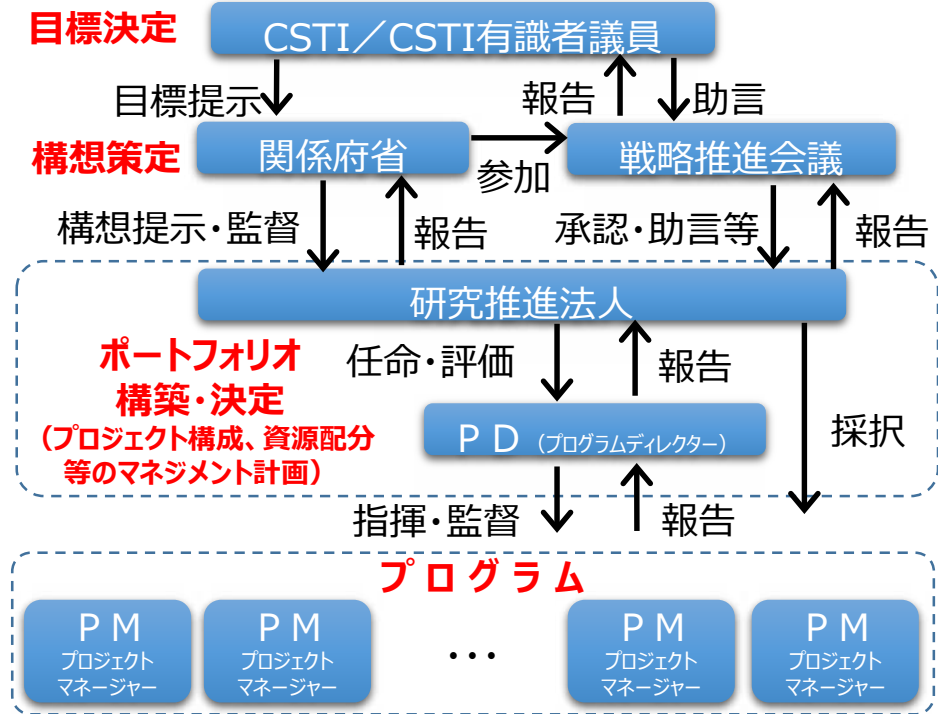 目標決定
CSTI／CSTI有識者議員
目標提示
報告
助言
構想策定
関係府省
参加
戦略推進会議
構想提示・監督
報告
承認・助言等
報告
研究推進法人
ポートフォリオ
構築・決定
（プロジェクト構成、資源配分
等のマネジメント計画）
任命・評価
報告
ＰＤ（プログラムディレクター）
採択
指揮・監督
報告
プログラム
ＰＭ
プロジェクト
マネージャー
ＰＭ
プロジェクト
マネージャー
…
ＰＭ
プロジェクト
マネージャー
ＰＭ
プロジェクト
マネージャー